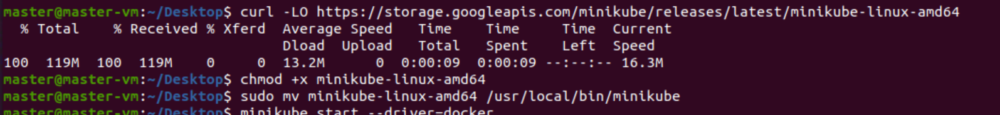 master@master-vm:~/Desktop$ curl -LO https://storage.googleapis.com/minikube/releases/latest/minikube-linux-amd64
% Total % Received % Xferd Average Speed Time Time Time Current
Dload Upload Total Spent Left Speed
100 119M 100 119M 0 0 13.2M 0 0:00:09 0:00:09 --:--:-- 16.3M
master@master-vm:~/Desktop$ chmod +x minikube-linux-amd64
master@master-vm:~/Desktop$ sudo mv minikube-linux-amd64 /usr/local/bin/minikube
master@master-vm:~/Desktop$ minikube start --driver=docker